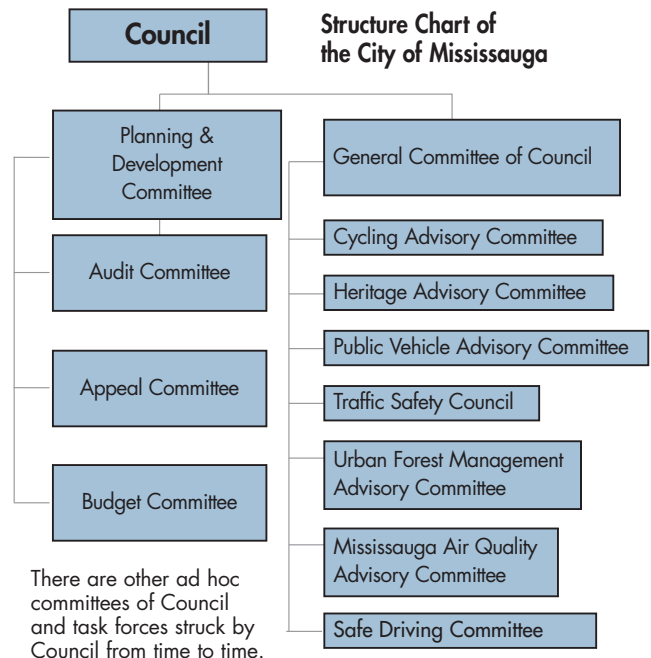 Council
Structure Chart of
the City of Mississauga
Planning &
Development
Committee
Audit Committee
Appeal Committee
Budget Committee
There are other ad hoc
committees of Council
and task forces struck by
Council from time to time.
General Committee of Council
Cycling Advisory Committee
Heritage Advisory Committee
Public Vehicle Advisory Committee
Traffic Safety Council
Urban Forest Management
Advisory Committee
Mississauga Air Quality
Advisory Committee
Safe Driving Committee